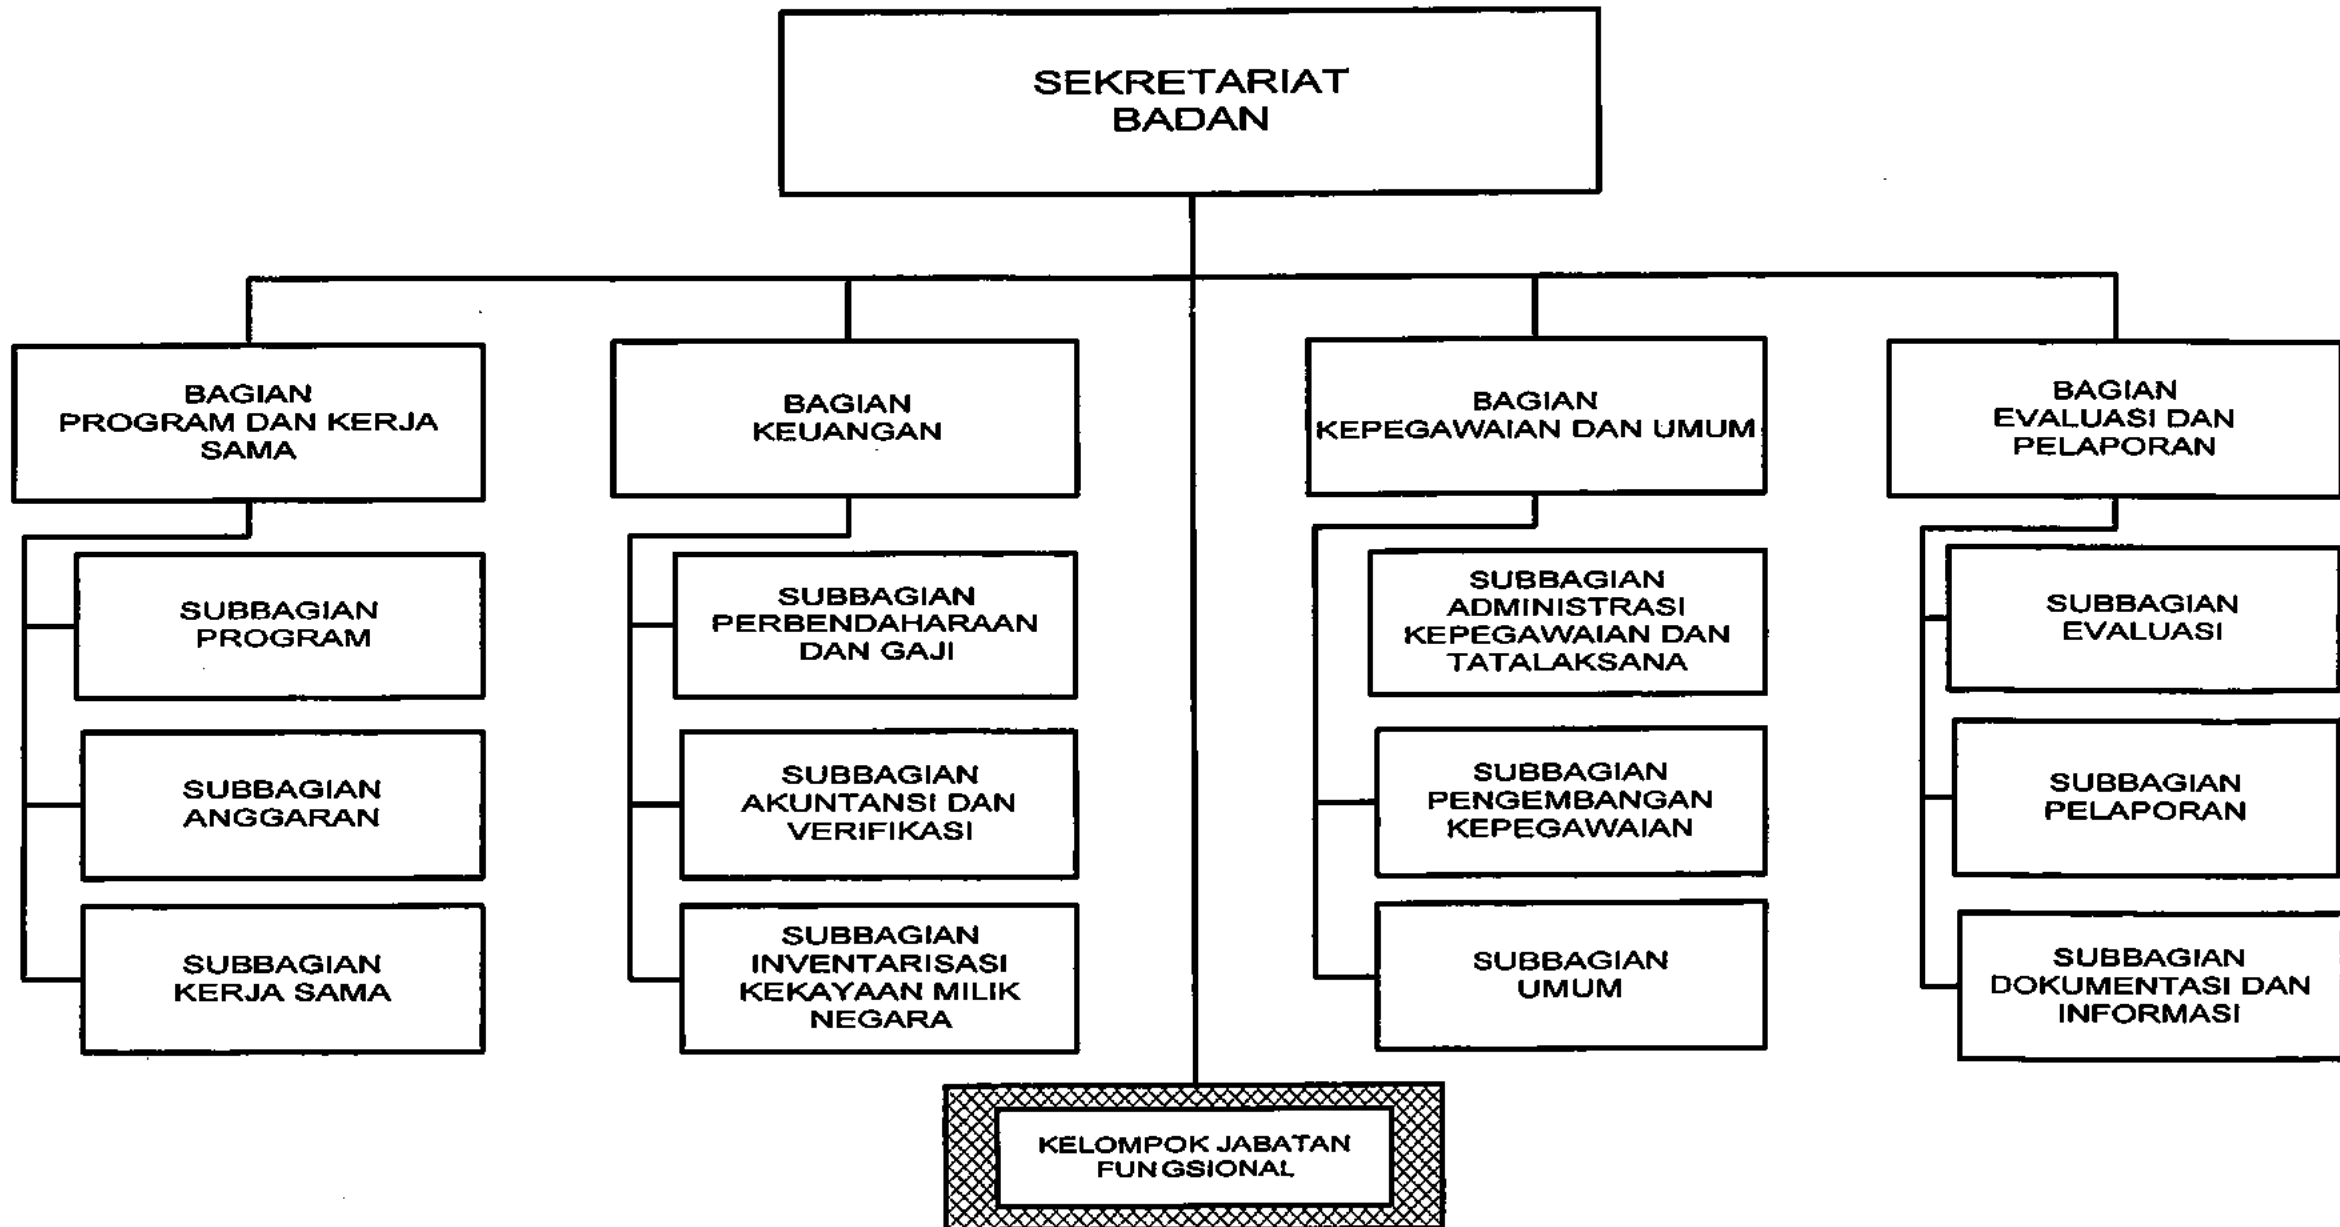 SEKRETARIAT
BADAN
BAGIAN
PROGRAM DAN KERJA
SAMA
BAGIAN
KEUANGAN
BAGIAN
KEPEGAWAIAN DAN UMUM
BAGIAN
EVALUASI DAN
PELAPORAN
SUBBAGIAN
PROGRAM
SUBBAGIAN
PERBENDAHARAAN
DAN GAJI
SUBBAGIAN
ADMINISTRASI
KEPEGAWAIAN DAN
TATALAKSANA
SUBBAGIAN
EVALUASI
SUBBAGIAN
ANGGARAN
SUBBAGIAN
AKUNTANSI DAN
VERIFIKASI
SUBBAGIAN
PENGEMBANGAN
KEPEGAWAIAN
SUBBAGIAN
PELAPORAN
SUBBAGIAN
KERJA SAMA
SUBBAGIAN
INVENTARISASI
KEKAYAAN MILIK
NEGARA
SUBBAGIAN
UMUM
SUBBAGIAN
DOKUMENTASI DAN
INFORMASI
KELOMPOK JABATAN
FUNGSIONAL